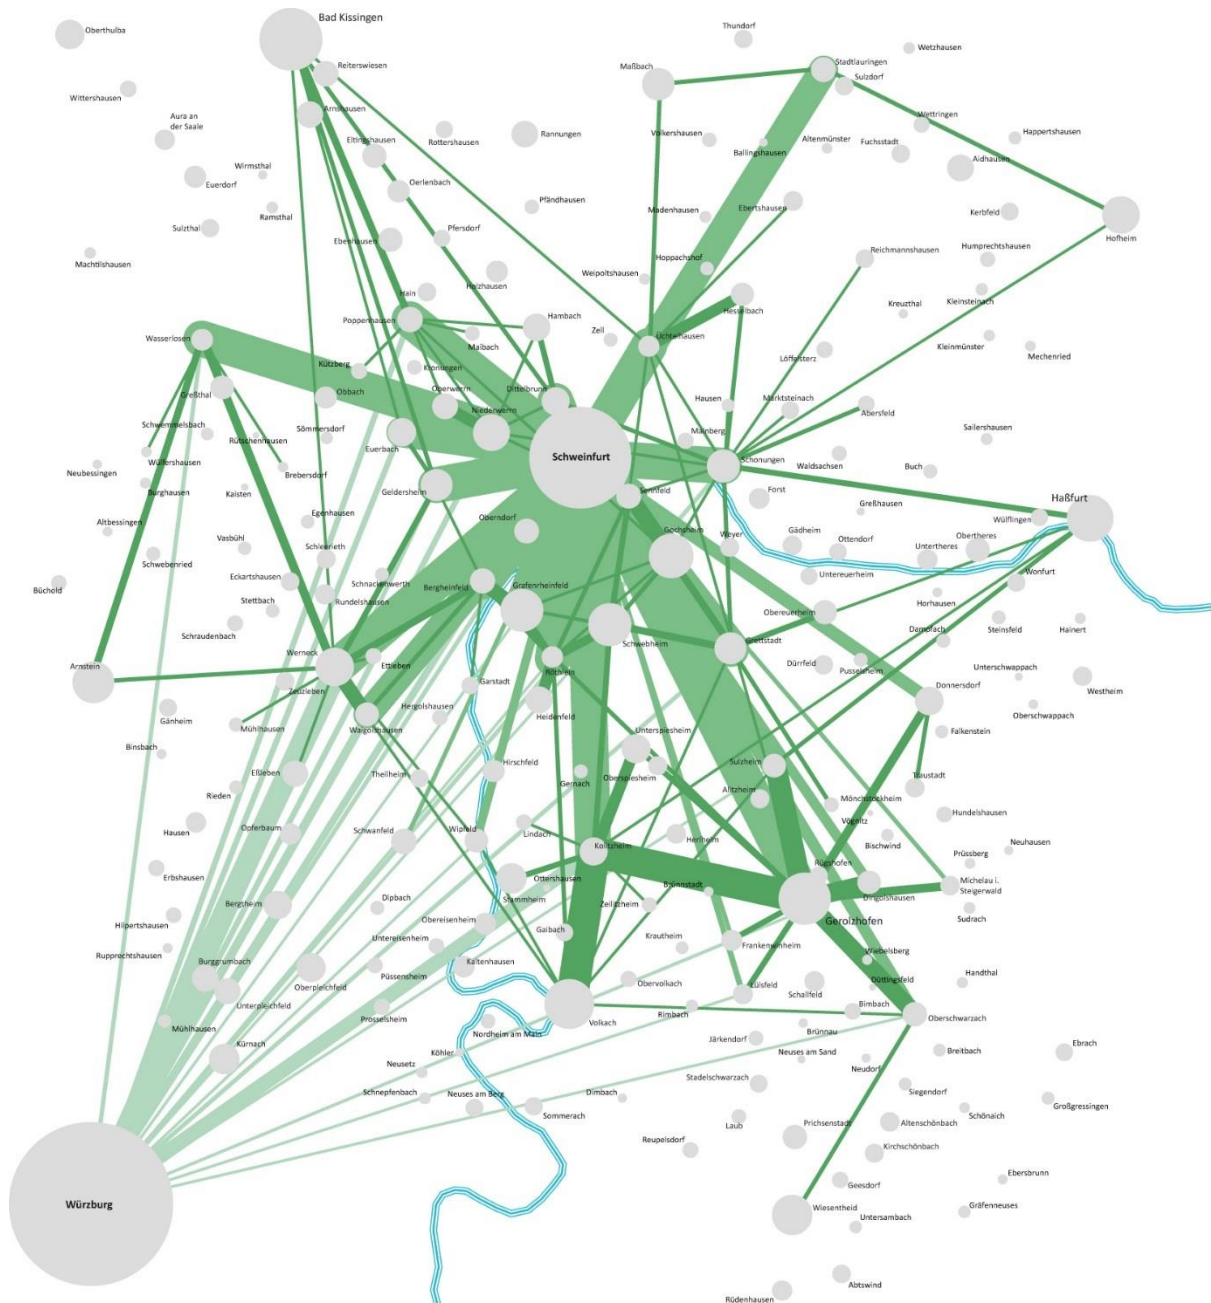 Bad Kissingen
Oberthulba
Thundorf
Wetzhausen
Reiterswiesen
Maßbach
Stadtlauringen
Sulzdorf
Wittershausen
Arnshausen
Aura an
der Saale
Eltingshausen
Rottershausen
Rannungen
Volkershausen
Ballingshausen
Altenmünster
Fuchsstadt
Wettringen
Happertshausen
Aidhausen
Wirmsthal
Euerdorf
Oerlenbach
Pfändhausen
Madenhausen
Ebertshausen
Kerbfeld
Hofheim
Ramsthal
Sulzthal
Ebenhausen
Pfersdorf
Hoppachshof
Reichmannshausen
Humprechtshausen
Machtilshausen
Holzhausen
Weipoltshausen
Hain
Kleinsteinach
Kreuzthal
Hesselbach
Poppenhausen
Hambach
Zell
Üchtelhausen
Wasserlosen
Maibach
Kleinmünster
Mechenried
Kützberg
Kronungen
Löffelsterz
Greßthal
Obbach
Oberwerrn
Dittelbrunn
Hausen
Marktsteinach
Abersfeld
Niederwerrn
Sailershausen
Schwemmelsbach
Rütschenhausen
Sömmersdorf
Euerbach
Mainberg
Schweinfurt
Schonungen
Waldsachsen
Buch
Neubessingen
Wülfershausen
Brebersdorf
Burghausen
Kaisten
Geldersheim
Sennfeld
Forst
Greßhausen
Haßfurt
Wülflingen
Altbessingen
Egenhausen
Oberndorf
Gochsheim
Weyer
Gädheim
Ottendorf
Untertheres
Obertheres
Vasbühl
Schleerieth
Schwebenried
Eckartshausen
Schnackenwerth
Bergheinfeld
Grafenrheinfeld
Untereuerheim
Wonfurt
Büchold
Stettbach
Rundelshausen
Horhausen
Obereuerheim
Schraudenbach
Schwebheim
Grettstadt
Dampfach
Steinsfeld
Hainert
Werneck
Ettleben
Arnstein
Röthlein
Dürrfeld
Pusselsheim
Unterschwappach
Donnersdorf
Westheim
Zeuzleben
Garstadt
Gänheim
Mühlhausen
Hergolshausen
Waigolshausen
Heidenfeld
Oberschwappach
Falkenstein
Binsbach
Unterspiesheim
Eßleben
Theilheim
Hirschfeld
Gernach
Oberspiesheim
Sulzheim
Traustadt
Rieden
Alitzheim
Mönchstockheim
Vögnitz
Hundelshausen
Hausen
Opferbaum
Schwanfeld
Wipfeld
Lindach
Kolitzheim
Herlheim
Bischwind
Neuhausen
Prüssberg
Erbshausen
Ottershausen
Stammheim
Brünnstadt
Rügshofen
Dingolshausen
Michelau i.
Steigerwald
Bergtheim
Dipbach
Zeilitzheim
Gerolzhofen
Hilpertshausen
Obereisenheim
Sudrach
Gaibach
Krautheim
Frankenwinheim
Untereisenheim
Rupprechtshausen
Wiebelsberg
Burggrumbach
Oberpleichfeld
Püssensheim
Kaltenhausen
Obervolkach
Lülsfeld
Schallfeld
Düttingsfeld
Handthal
Unterpleichfeld
Prosselsheim
Volkach
Rimbach
Bimbach
Oberschwarzach
Mühlhausen
Nordheim am Main
Brünnau
Kürnach
Köhler
Järkendorf
Neuses am Sand
Breitbach
Ebrach
Neusetz
Neudorf
Stadelschwarzach
Schnepfenbach
Neuses am Berg
Dimbach
Siegendorf
Großgressingen
Sommerach
Laub
Prichsenstadt
Altenschönbach
Schönaich
Reupelsdorf
Kirchschönbach
Geesdorf
Ebersbrunn
Würzburg
Wiesentheid
Untersambach
Gräfenneuses
Abtswind
Rüdenhausen